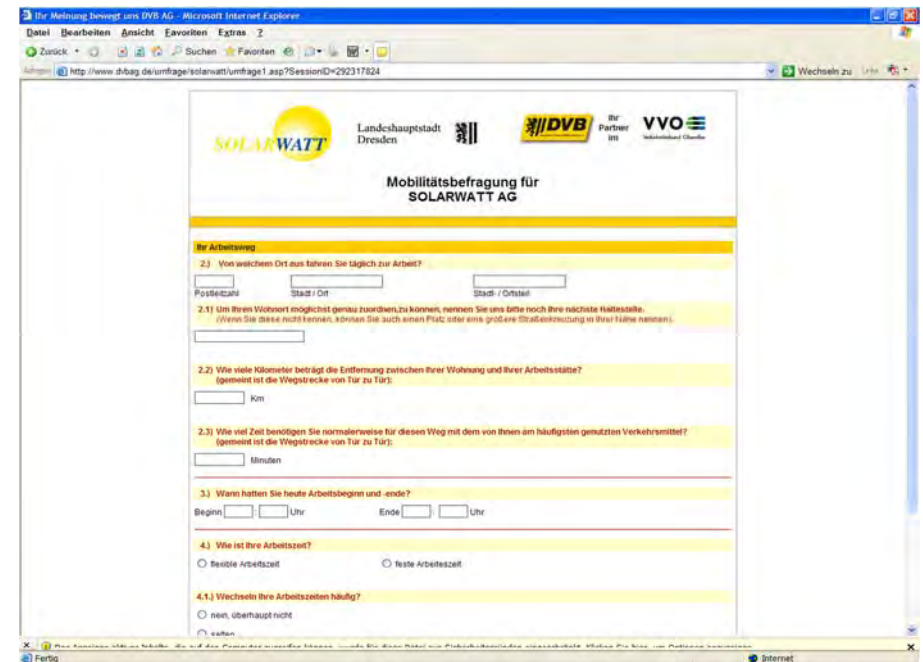 Ihr Meinung bewegt uns DVB AG - Microsoft Internet Explorer
Datei Bearbeiten Ansicht Favoriten Extras ?
Zurück Suchen Favoriten
http://www.dvbag.de/umfrage/solarwatt/umfrage1.asp?SessionID=292317824 Wechseln zu Links
SOLARWATT
Landeshauptstadt
Dresden
DVB
Ihr
Partner
im
VVO
Mobilitätsbefragung für
SOLARWATT AG
Ihr Arbeitsweg
2.) Von welchem Ort aus fahren Sie täglich zur Arbeit?
Postleitzahl Stadt / Ort Stadt- / Ortsteil
2.1) Um Ihren Wohnort möglichst genau zuordnen,zu können, nennen Sie uns bitte noch Ihre nächste Haltestelle.
(Wenn Sie diese nicht kennen, können Sie auch einen Platz oder eine größere Straßenkreuzung in Ihrer Nähe nennen).
2.2) Wie viele Kilometer beträgt die Entfernung zwischen Ihrer Wohnung und Ihrer Arbeitsstätte?
(gemeint ist die Wegstrecke von Tür zu Tür):
Km
2.3) Wie viel Zeit benötigen Sie normalerweise für diesen Weg mit dem von Ihnen am häufigsten genutzten Verkehrsmittel?
(gemeint ist die Wegstrecke von Tür zu Tür):
Minuten
3.) Wann hatten Sie heute Arbeitsbeginn und -ende?
Beginn : Uhr Ende : Uhr
4.) Wie ist Ihre Arbeitszeit?
flexible Arbeitszeit feste Arbeitszeit
4.1.) Wechseln Ihre Arbeitszeiten häufig?
nein, überhaupt nicht
selten
Fertig Internet